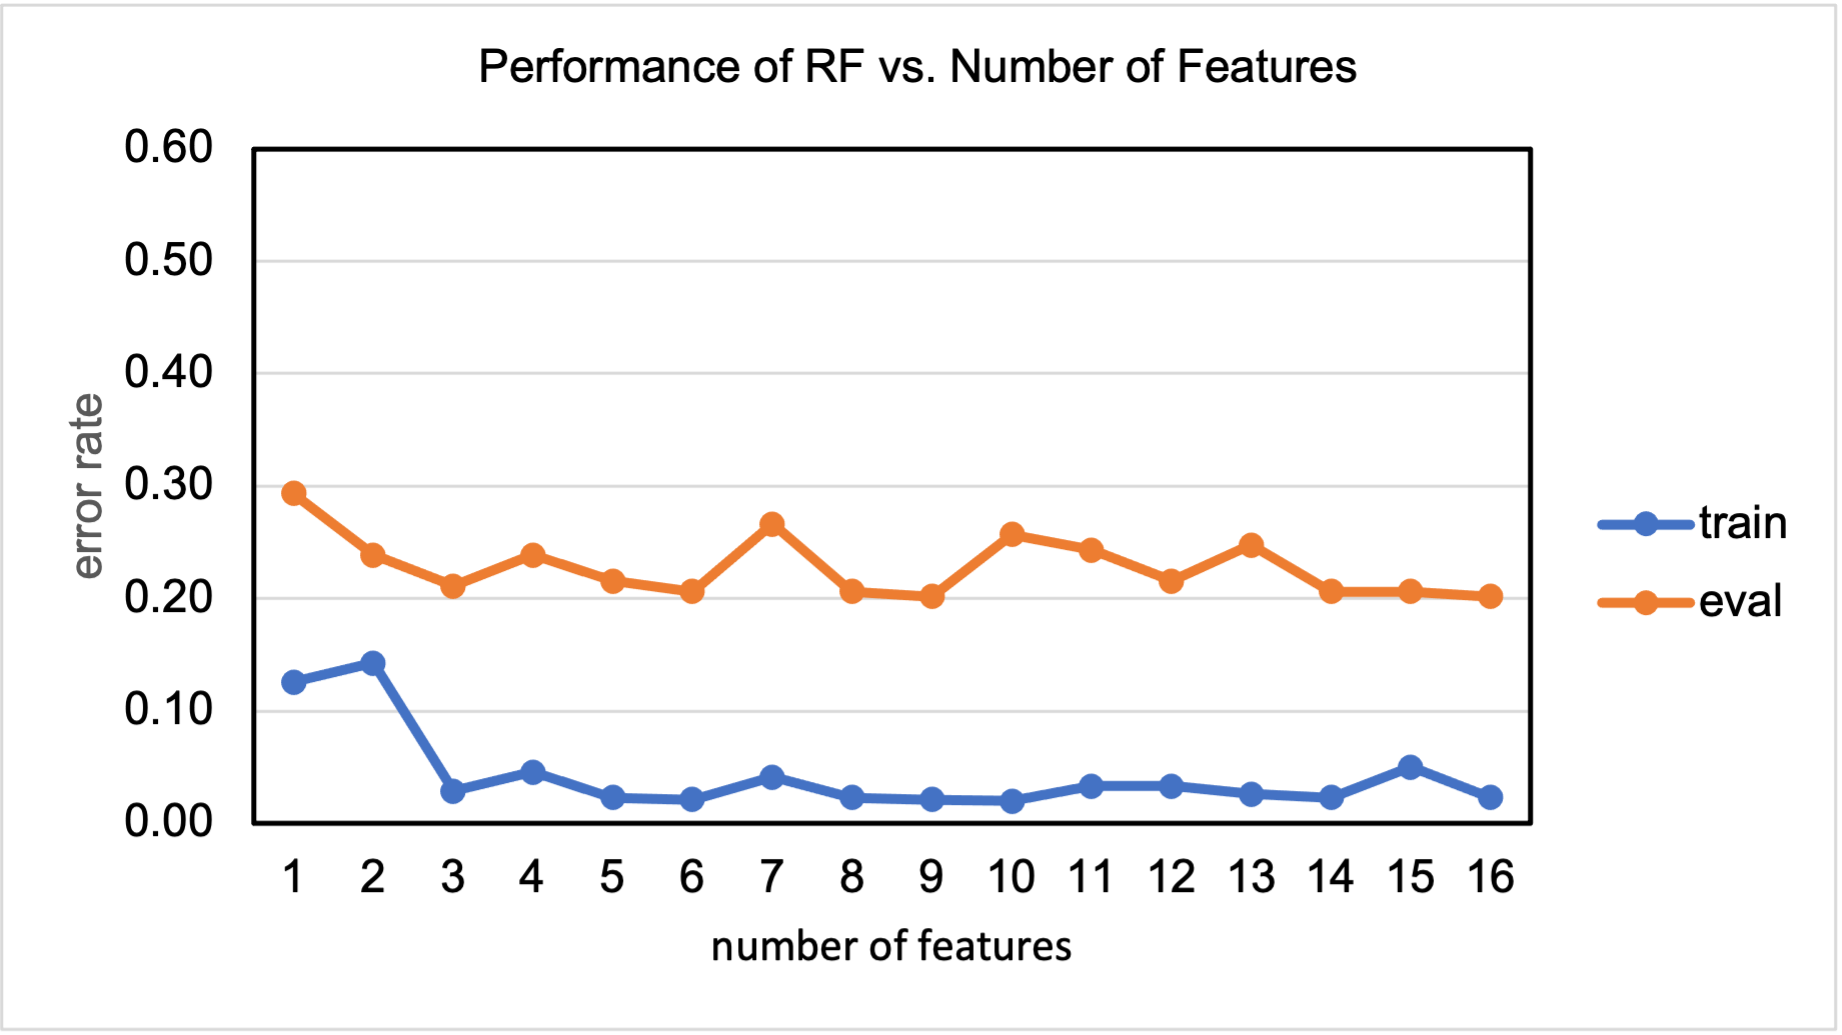 Performance of RF vs. Number of Features
0.60
0.50
0.40
0.30
0.20
0.10
0.00
error rate
1 2 3 4 5 6 7 8 9 10 11 12 13 14 15 16
number of features
train
eval